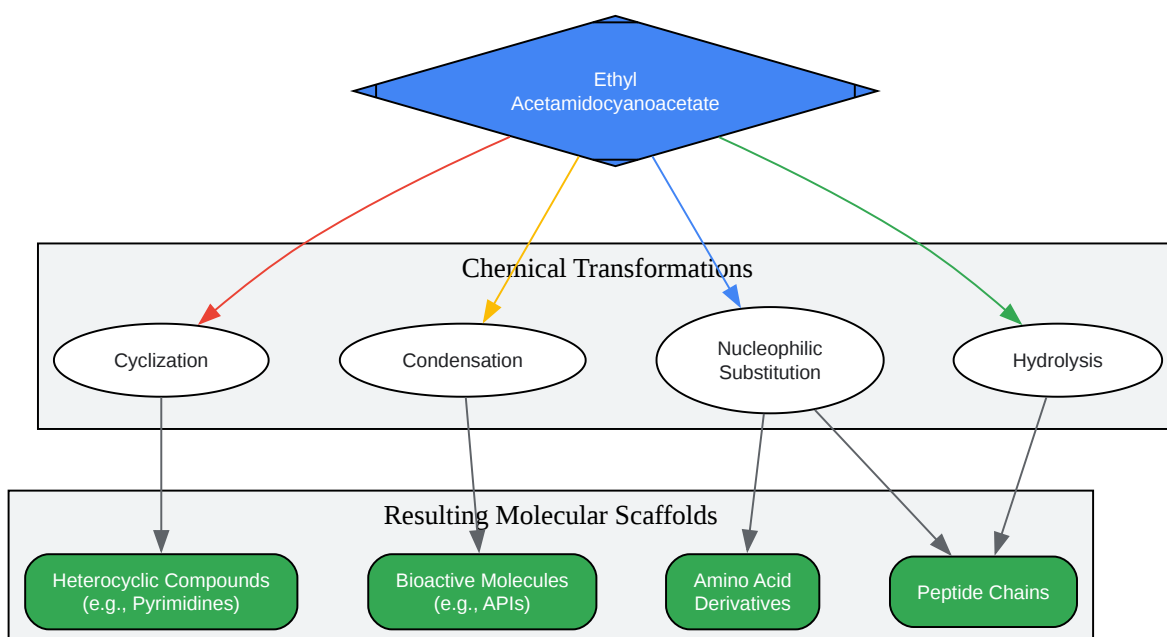 Ethyl
Acetamidocyanoacetate
Chemical Transformations
Cyclization
Condensation
Nucleophilic
Substitution
Hydrolysis
Resulting Molecular Scaffolds
Heterocyclic Compounds
(e.g., Pyrimidines)
Bioactive Molecules
(e.g., APIs)
Amino Acid
Derivatives
Peptide Chains